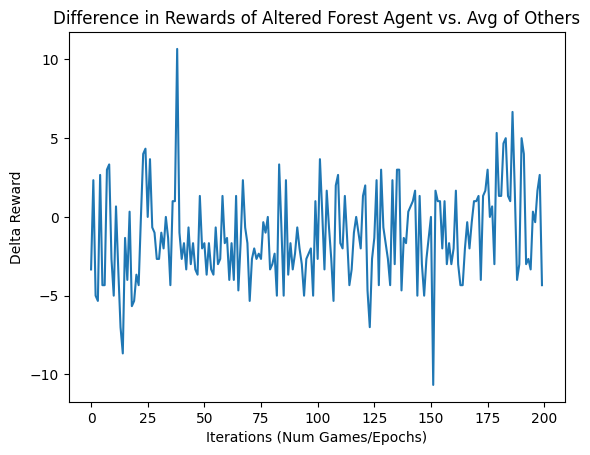 Difference in Rewards of Altered Forest Agent vs. Avg of Others
Delta Reward
10
5
0
−5
−10
0 25 50 75 100 125 150 175 200
Iterations (Num Games/Epochs)